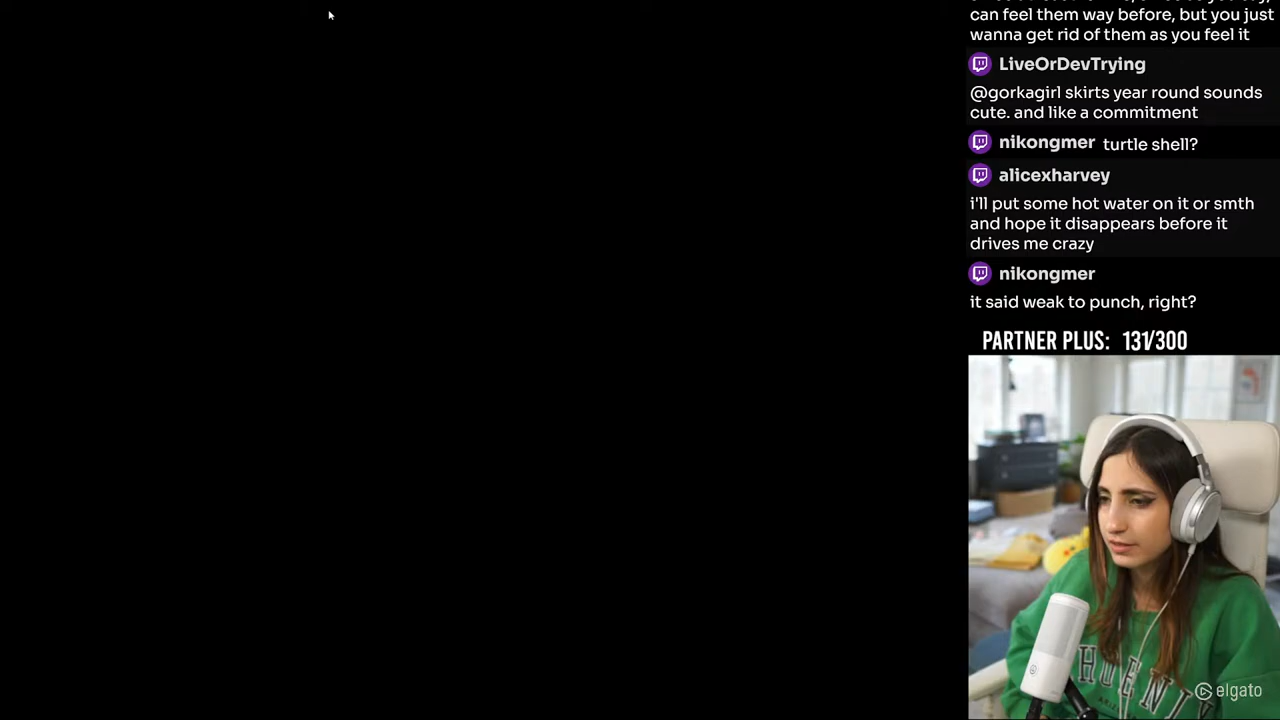 can feel them way before, but you just
wanna get rid of them as you feel it
LiveOrDevTrying
@gorkagirl skirts year round sounds
cute. and like a commitment
nikongmer turtle shell?
alicexharvey
i'll put some hot water on it or smth
and hope it disappears before it
drives me crazy
nikongmer
it said weak to punch, right?
PARTNER PLUS: 131/300
elgato